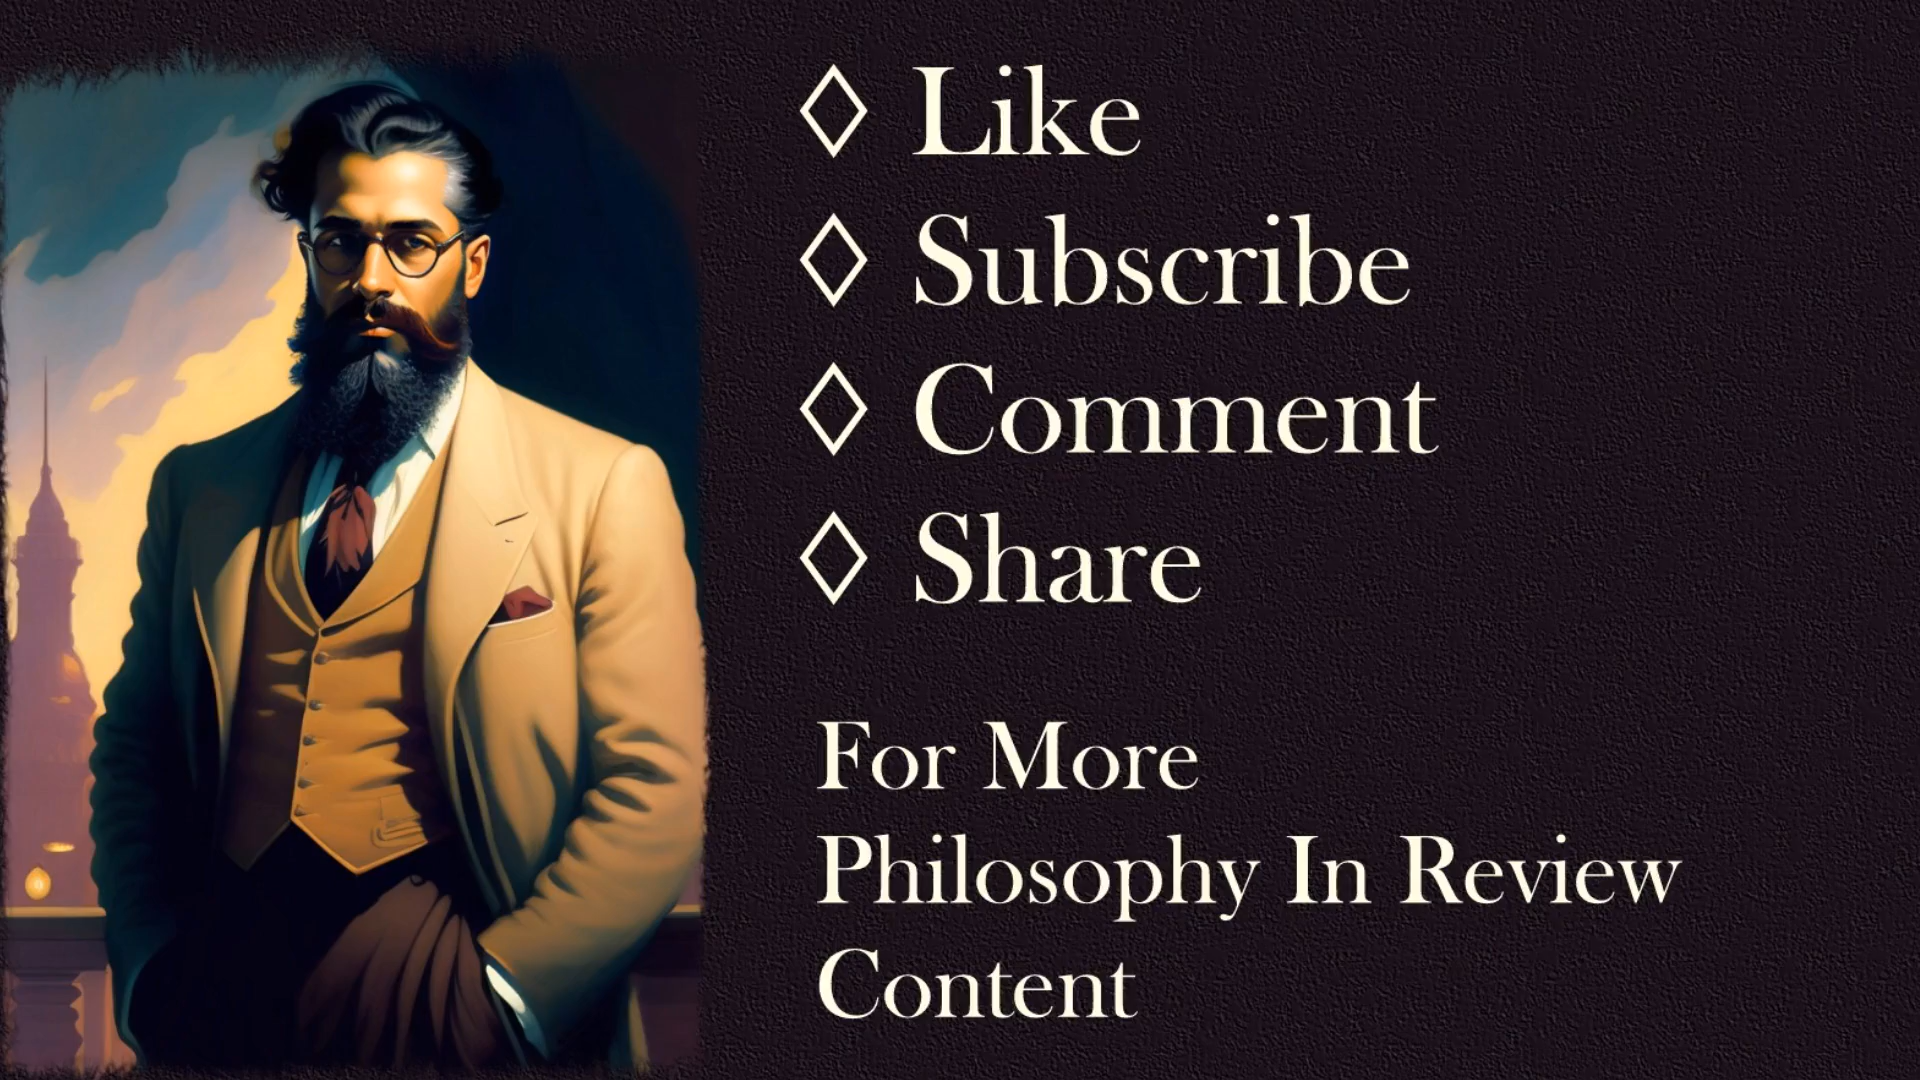 ◊ Like
◊ Subscribe
◊ Comment
◊ Share
For More
Philosophy In Review
Content